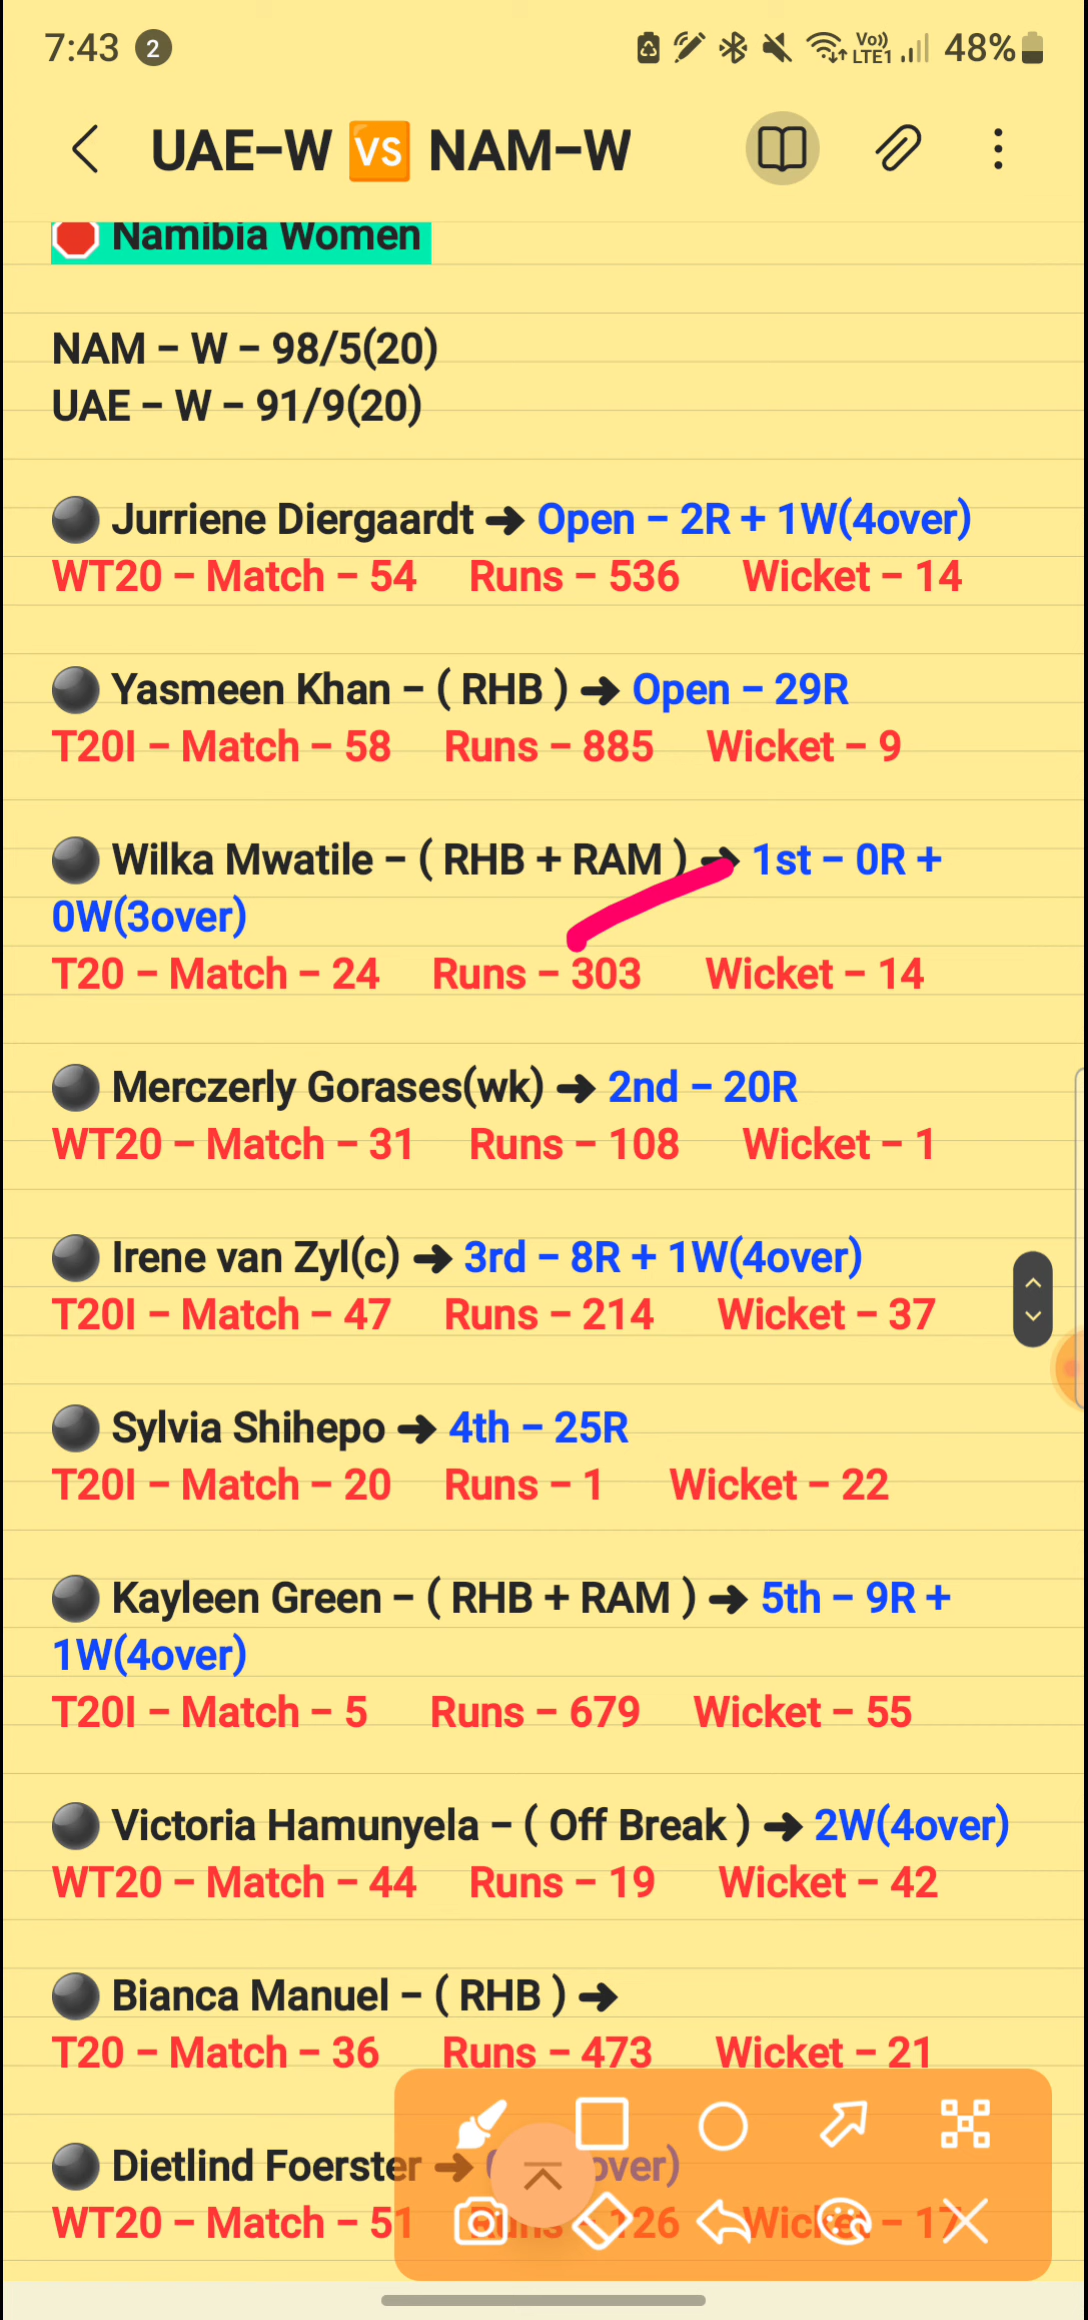 7:43 2 Vo)) LTE1 48%
UAE-W VS NAM-W
Namibia Women
NAM - W - 98/5(20)
UAE - W - 91/9(20)
Jurriene Diergaardt ➔ Open - 2R + 1W(4over)
WT20 - Match - 54 Runs - 536 Wicket - 14
Yasmeen Khan - ( RHB ) ➔ Open - 29R
T20I - Match - 58 Runs - 885 Wicket - 9
Wilka Mwatile - ( RHB + RAM ) ➔ 1st - 0R +
0W(3over)
T20 - Match - 24 Runs - 303 Wicket - 14
Merczerly Gorases(wk) ➔ 2nd - 20R
WT20 - Match - 31 Runs - 108 Wicket - 1
Irene van Zyl(c) ➔ 3rd - 8R + 1W(4over)
T20I - Match - 47 Runs - 214 Wicket - 37
Sylvia Shihepo ➔ 4th - 25R
T20I - Match - 20 Runs - 1 Wicket - 22
Kayleen Green - ( RHB + RAM ) ➔ 5th - 9R +
1W(4over)
T20I - Match - 5 Runs - 679 Wicket - 55
Victoria Hamunyela - ( Off Break ) ➔ 2W(4over)
WT20 - Match - 44 Runs - 19 Wicket - 42
Bianca Manuel - ( RHB ) ➔
T20 - Match - 36 Runs - 473 Wicket - 21
Dietlind Foerster ➔
WT20 - Match - 51 Runs - 126 Wicket - 17